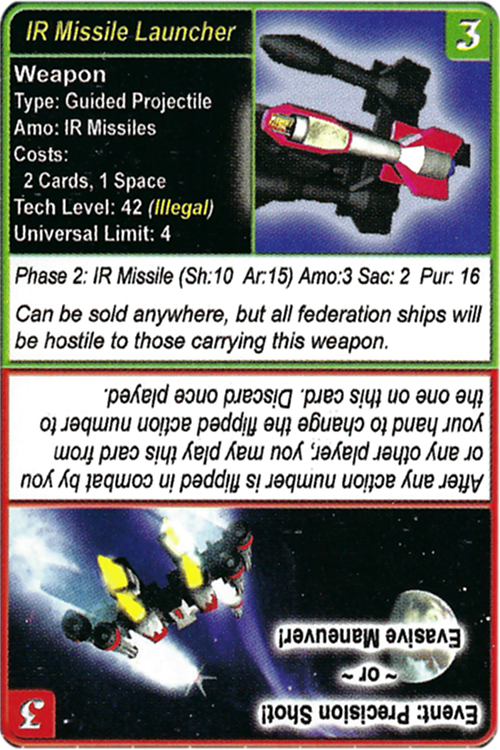 IR Missile Launcher
3
Weapon
Type: Guided Projectile
Amo: IR Missiles
Costs:
2 Cards, 1 Space
Tech Level: 42 (Illegal)
Universal Limit: 4
Phase 2: IR Missile (Sh:10 Ar:15) Amo:3 Sac: 2 Pur: 16
Can be sold anywhere, but all federation ships will
be hostile to those carrying this weapon.
3
Event: Precision Shot!
~ or ~
Evasive Maneuver!
After any action number is flipped in combat by you
or any other player, you may play this card from
your hand to change the flipped action number to
the one on this card. Discard once played.